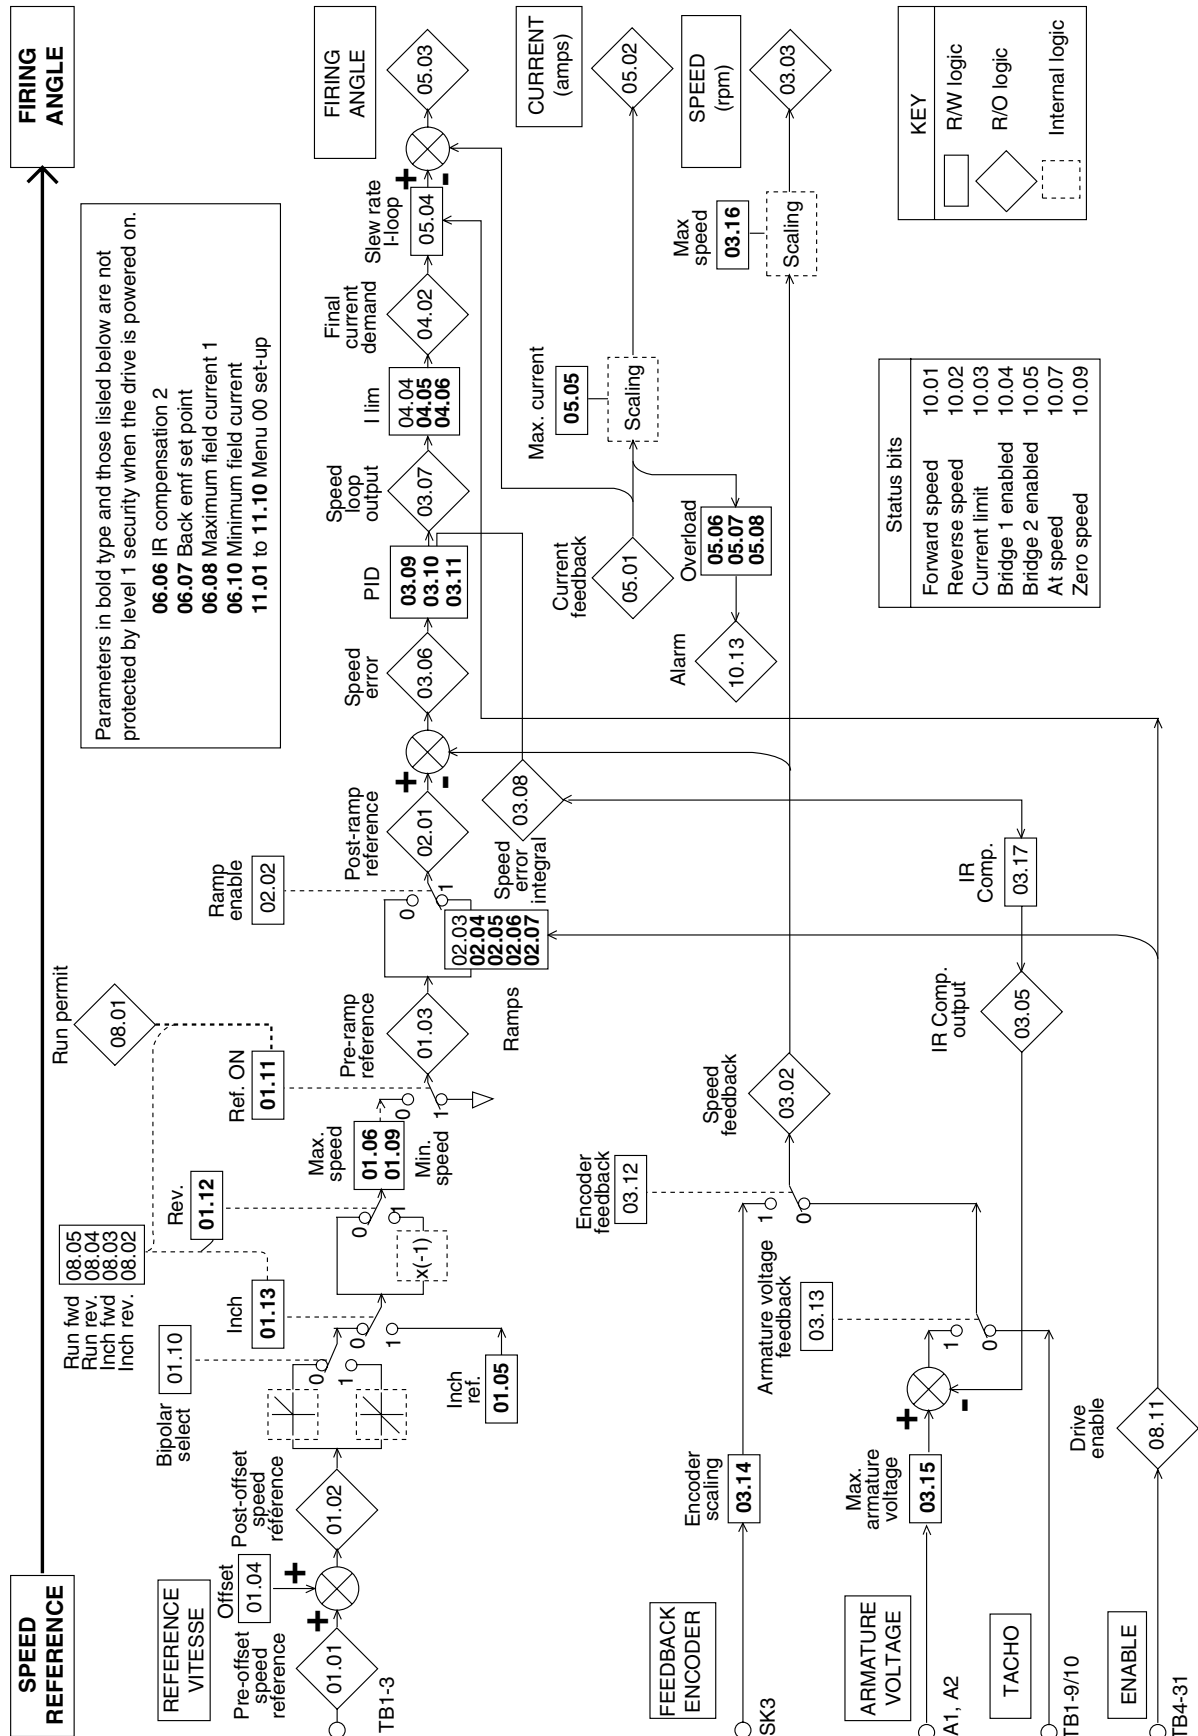 SPEED
REFERENCE
FIRING
ANGLE
Parameters in bold type and those lisled below are not
protected by level 1 security when the drive is powered on.
06.06 IR compensation 2
06.07 Back emf set point
06.08 Maximum field current 1
06.10 Minimum field current
11.01 to 11.10 Menu 00 set-up
Run fwd 08.05
Run rev. 08.04
Inch fwd 08.03
Inch rev. 08.02
Run permit
08.01
REFERENCE
VITESSE
Pre-offset
speed
reference
01.01
TB1-3
Offset
01.04
+
+
Post-offset
speed
référence
01.02
Bipolar
select
01.10
0
1
Inch
01.13
0
1
Inch
ref.
01.05
Rev.
01.12
0
1
x(-1)
Max.
speed
01.06
01.09
Min.
speed
Ref. ON
01.11
0
1
Pre-ramp
reference
01.03
Ramps
02.03
02.04
02.05
02.06
02.07
Ramp
enable
02.02
0
1
Post-ramp
reference
02.01
+
-
Speed
error
03.06
PID
03.09
03.10
03.11
Speed
error
integral
03.08
Speed
loop
output
03.07
I lim
04.04
04.05
04.06
Final
current
demand
04.02
Slew rate
I-loop
05.04
+
-
FIRING
ANGLE
05.03
Current
feedback
05.01
Max. current
05.05
Scaling
CURRENT
(amps)
05.02
Overload
05.06
05.07
05.08
Alarm
10.13
FEEDBACK
ENCODER
SK3
Encoder
scaling
03.14
Encoder
feedback
03.12
1
0
Speed
feedback
03.02
Max
speed
03.16
Scaling
SPEED
(rpm)
03.03
ARMATURE
VOLTAGE
A1, A2
Max.
armature
voltage
03.15
+
-
Armature voltage
feedback
03.13
1
0
IR Comp.
output
03.05
IR
Comp.
03.17
TACHO
TB1-9/10
ENABLE
TB4-31
Drive
enable
08.11
Status bits
Forward speed 10.01
Reverse speed 10.02
Current limit 10.03
Bridge 1 enabled 10.04
Bridge 2 enabled 10.05
At speed 10.07
Zero speed 10.09
KEY
R/W logic
R/O logic
Internal logic